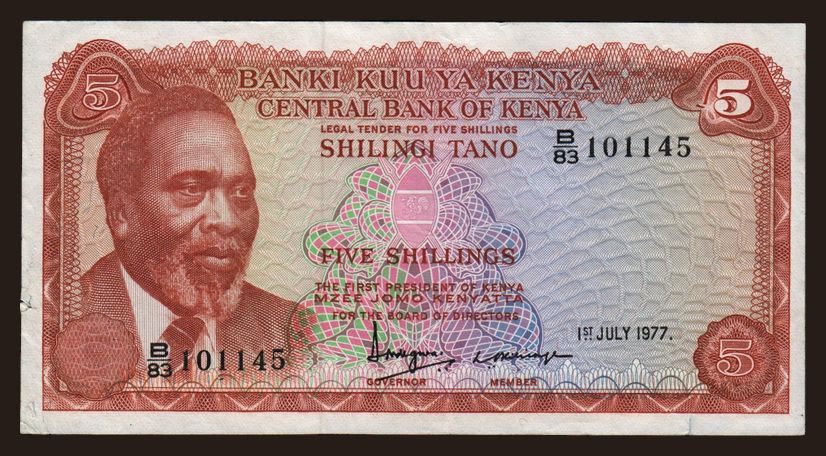 5
5
BANKI KUU YA KENYA
CENTRAL BANK OF KENYA
LEGAL TENDER FOR FIVE SHILLINGS
SHILINGI TANO
B/83 101145
FIVE SHILLINGS
THE FIRST PRESIDENT OF KENYA
MZEE JOMO KENYATTA
FOR THE BOARD OF DIRECTORS
1ST JULY 1977.
B/83 101145
GOVERNOR MEMBER
5